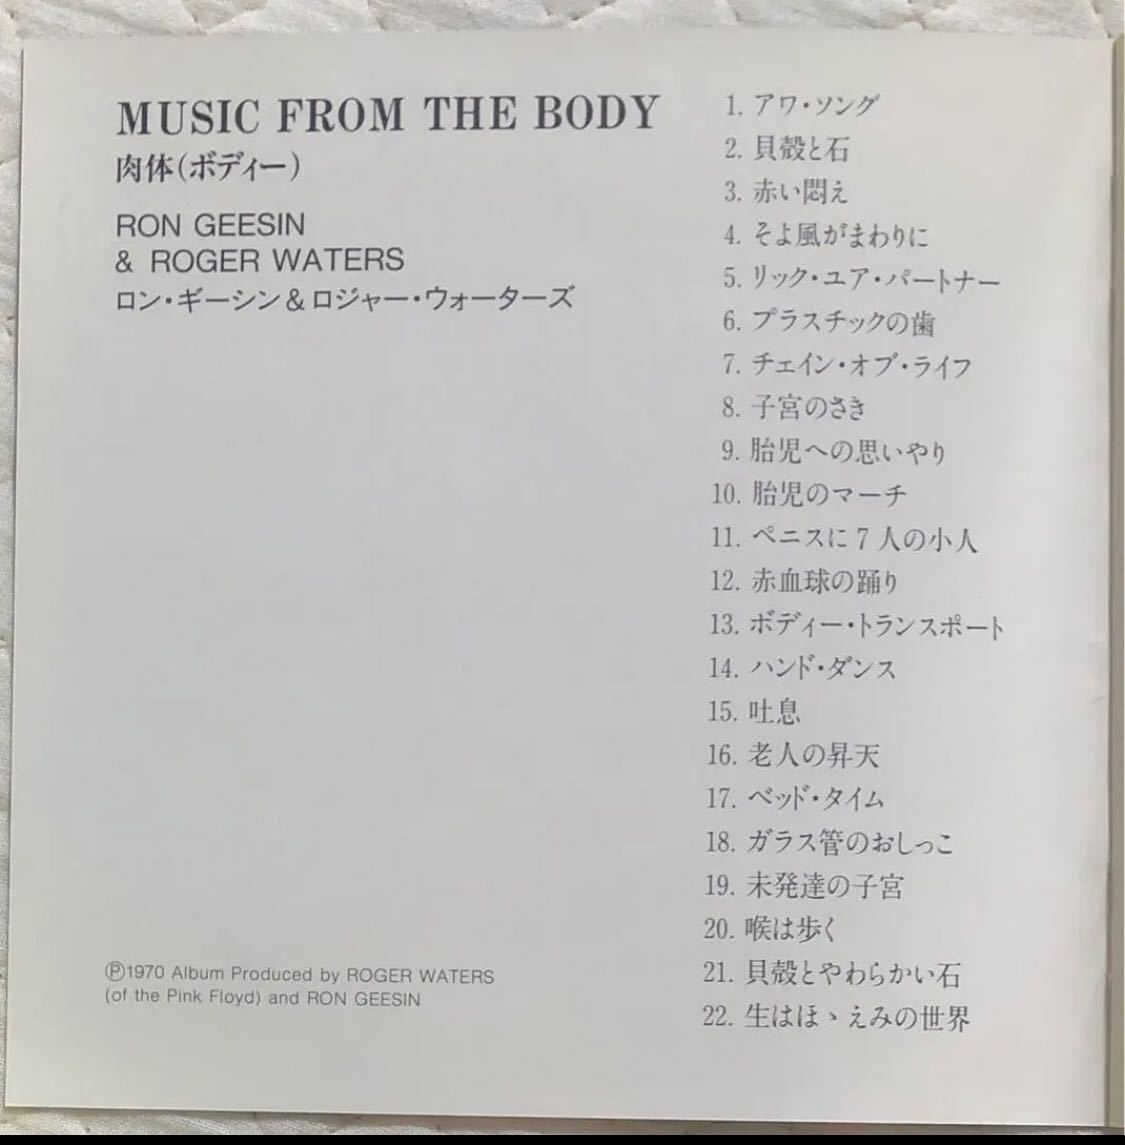 MUSIC FROM THE BODY
肉体(ボディー)
RON GEESIN
& ROGER WATERS
ロン・ギーシン&ロジャー・ウォーターズ
1. アワ・ソング
2. 貝殻と石
3. 赤い悶え
4. そよ風がまわりに
5. リック・ユア・パートナー
6. プラスチックの歯
7. チェイン・オブ・ライフ
8. 子宮のさき
9. 胎児への思いやり
10. 胎児のマーチ
11. ペニスに7人の小人
12. 赤血球の踊り
13. ボディー・トランスポート
14. ハンド・ダンス
15. 吐息
16. 老人の昇天
17. ベッド・タイム
18. ガラス管のおしっこ
19. 未発達の子宮
20. 喉は歩く
21. 貝殻とやわらかい石
22. 生はほゝえみの世界
Ⓟ1970 Album Produced by ROGER WATERS
(of the Pink Floyd) and RON GEESIN